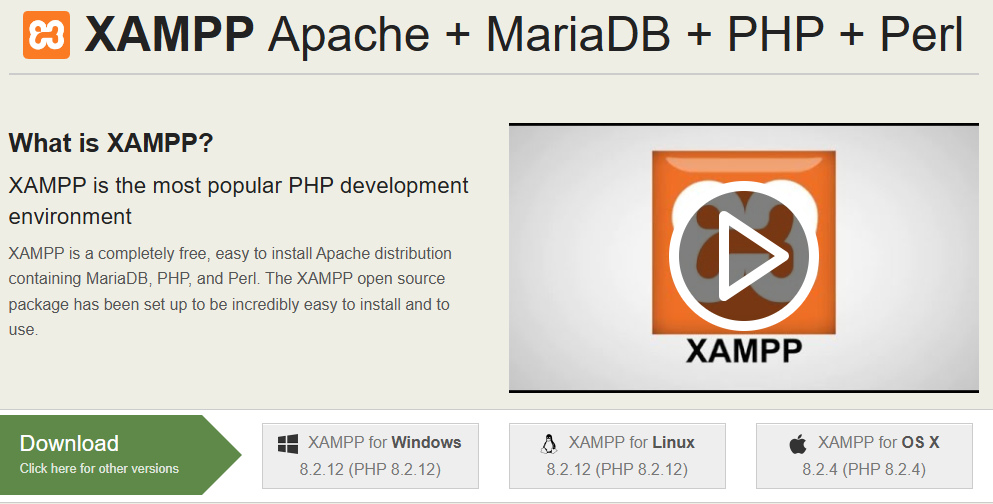 XAMPP Apache + MariaDB + PHP + Perl
What is XAMPP?
XAMPP is the most popular PHP development
environment
XAMPP is a completely free, easy to install Apache distribution
containing MariaDB, PHP, and Perl. The XAMPP open source
package has been set up to be incredibly easy to install and to
use.
XAMPP
Download
Click here for other versions
XAMPP for Windows
8.2.12 (PHP 8.2.12)
XAMPP for Linux
8.2.12 (PHP 8.2.12)
XAMPP for OS X
8.2.4 (PHP 8.2.4)